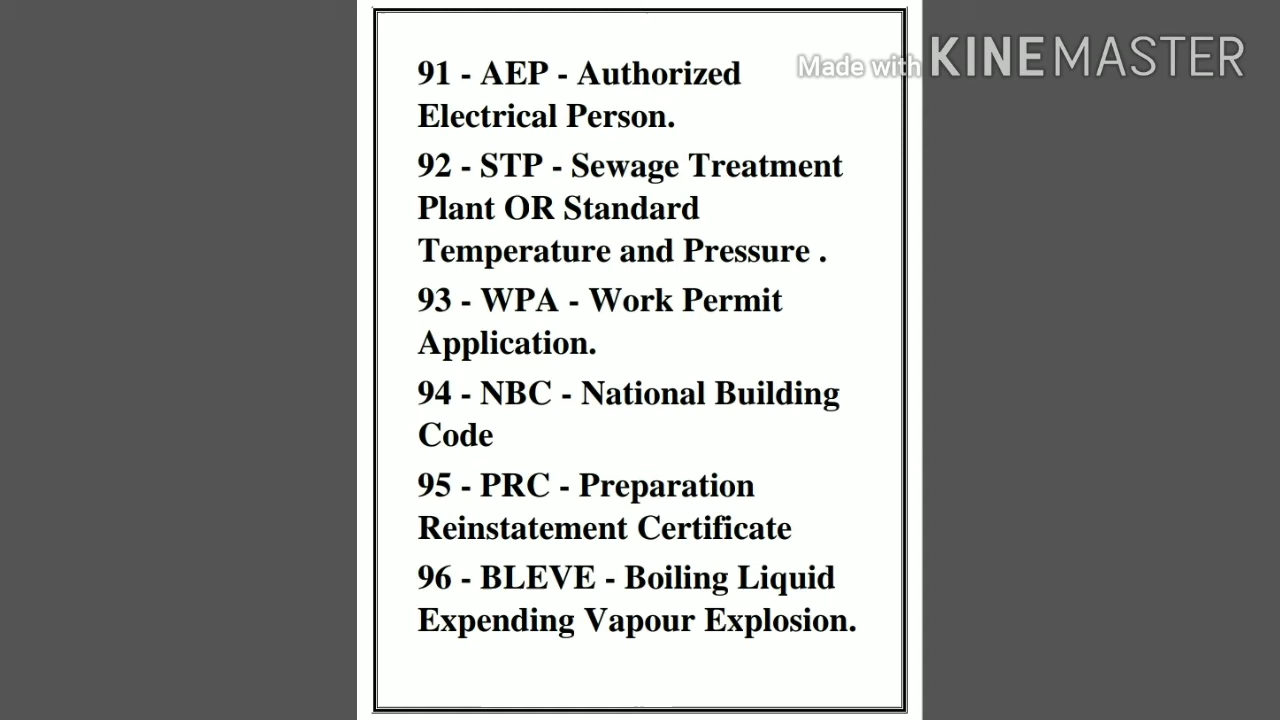 Made with KINEMASTER
91 - AEP - Authorized
Electrical Person.
92 - STP - Sewage Treatment
Plant OR Standard
Temperature and Pressure .
93 - WPA - Work Permit
Application.
94 - NBC - National Building
Code
95 - PRC - Preparation
Reinstatement Certificate
96 - BLEVE - Boiling Liquid
Expending Vapour Explosion.